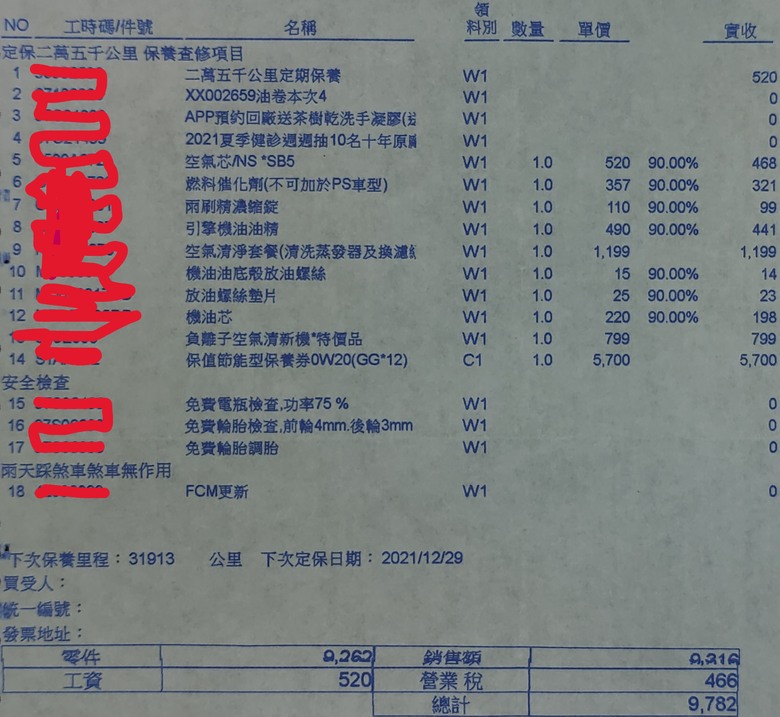 NO 工時碼/件號 名稱 領料別 數量 單價 實收
定保二萬五千公里 保養查修項目
1 二萬五千公里定期保養 W1 520
2 XX002659油卷本次4 W1 0
3 APP預約回廠送茶樹乾洗手凝膠(送 W1 0
4 2021夏季健診週週抽10名十年原廠 W1 0
5 空氣芯/NS *SB5 W1 1.0 520 90.00% 468
6 燃料催化劑(不可加於PS車型) W1 1.0 357 90.00% 321
7 雨刷精濃縮錠 W1 1.0 110 90.00% 99
8 引擎機油油精 W1 1.0 490 90.00% 441
9 空氣清淨套餐(清洗蒸發器及換濾 W1 1.0 1,199 1,199
10 機油油底殼放油螺絲 W1 1.0 15 90.00% 14
11 放油螺絲墊片 W1 1.0 25 90.00% 23
12 機油芯 W1 1.0 220 90.00% 198
負離子空氣清新機*特價品 W1 1.0 799 799
14 保值節能型保養券0W20(GG*12) C1 1.0 5,700 5,700
安全檢查
15 免費電瓶檢查,功率75 % W1 0
16 免費輪胎檢查,前輪4mm.後輪3mm W1 0
17 免費輪胎調胎 W1 0
雨天踩煞車煞車無作用
18 FCM更新 W1 0
下次保養里程：31913 公里 下次定保日期：2021/12/29
買受人：
統一編號：
發票地址：
零件 9,262 銷售額 9,316
工資 520 營業 稅 466
總計 9,782